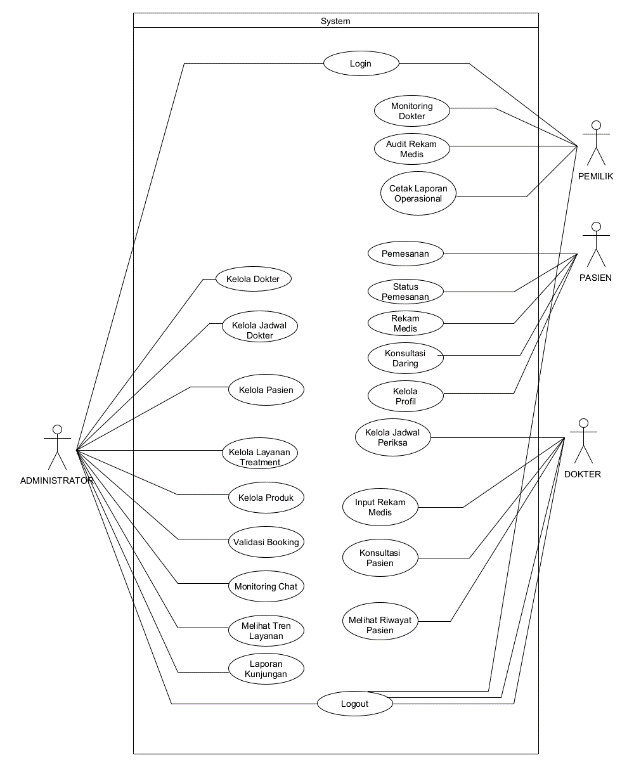 System
Login
Monitoring
Dokter
Audit Rekam
Medis
PEMILIK
Cetak Laporan
Operasional
Pemesanan
PASIEN
Kelola Dokter
Status
Pemesanan
Kelola Jadwal
Dokter
Rekam
Medis
Konsultasi
Daring
Kelola Pasien
Kelola
Profil
Kelola Jadwal
Periksa
ADMINISTRATOR
Kelola Layanan
Treatment
DOKTER
Kelola Produk
Input Rekam
Medis
Validasi Booking
Konsultasi
Pasien
Monitoring Chat
Melihat Tren
Layanan
Melihat Riwayat
Pasien
Laporan
Kunjungan
Logout